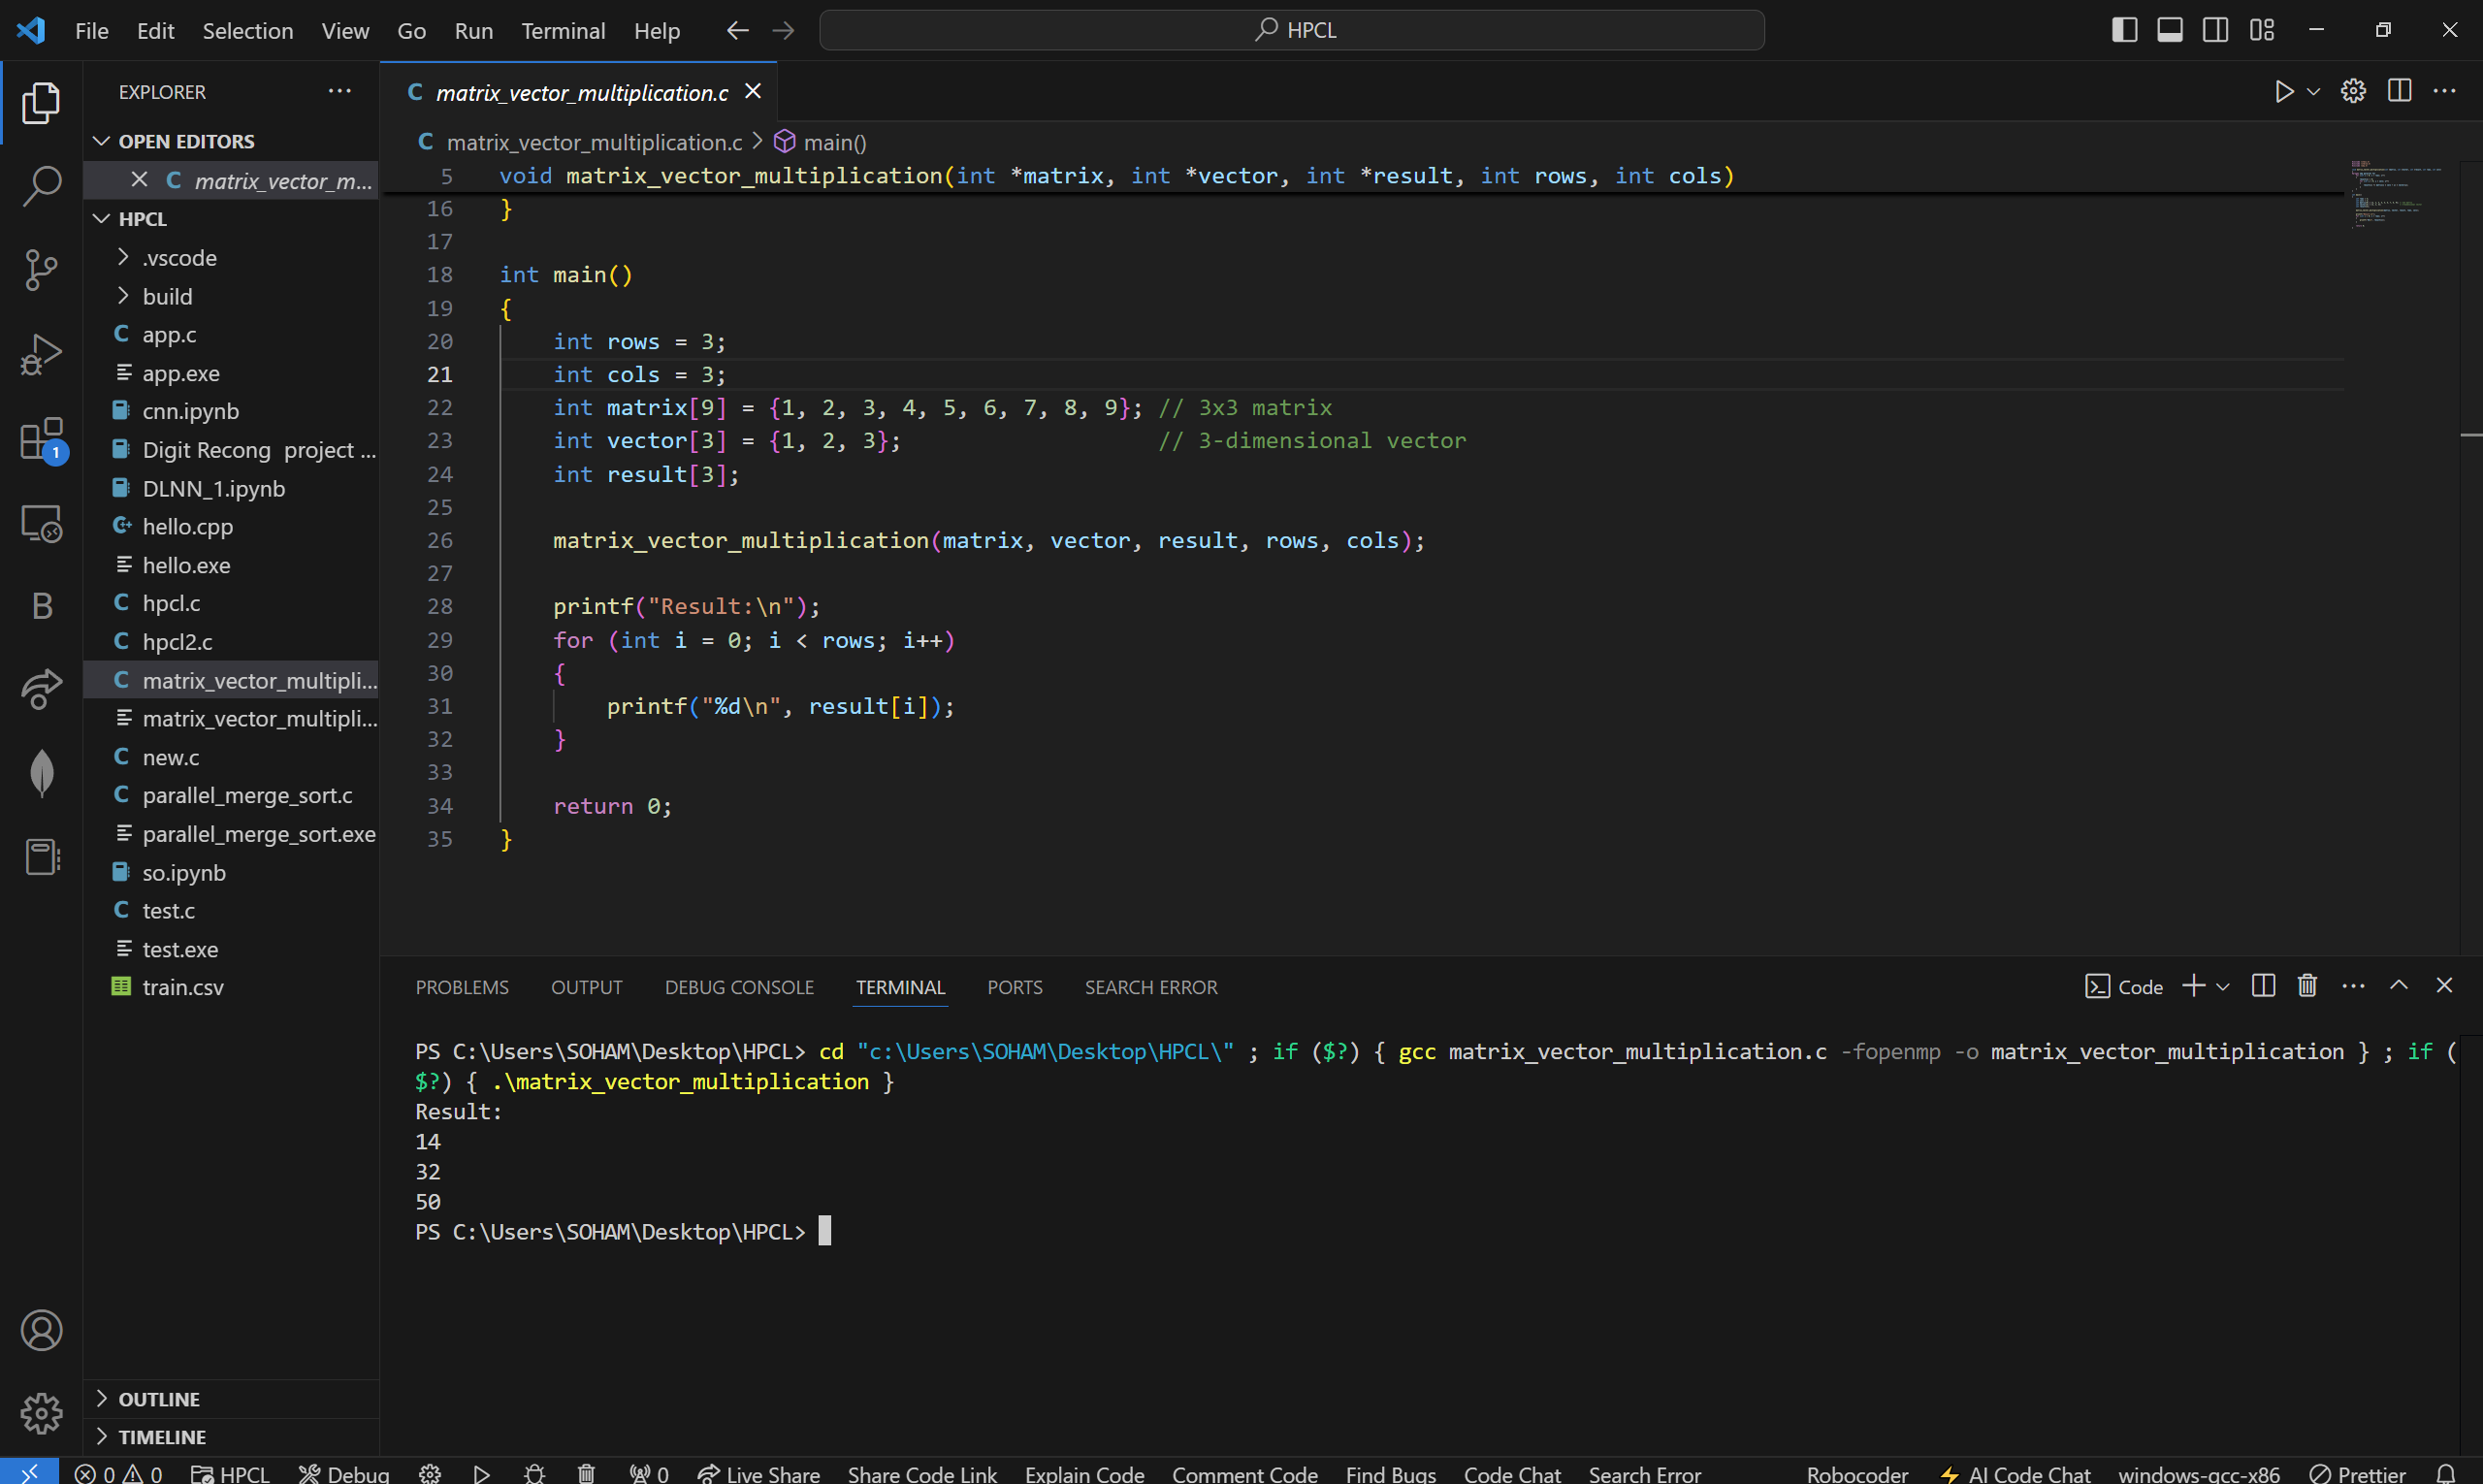 File Edit Selection View Go Run Terminal Help HPCL
EXPLORER
OPEN EDITORS
matrix_vector_m...
HPCL
.vscode
build
app.c
app.exe
cnn.ipynb
Digit Recong project ...
DLNN_1.ipynb
hello.cpp
hello.exe
hpcl.c
hpcl2.c
matrix_vector_multipli...
matrix_vector_multipli...
new.c
parallel_merge_sort.c
parallel_merge_sort.exe
so.ipynb
test.c
test.exe
train.csv
OUTLINE
TIMELINE
B
1
C matrix_vector_multiplication.c
C matrix_vector_multiplication.c > main()
5 void matrix_vector_multiplication(int *matrix, int *vector, int *result, int rows, int cols)
16 }
17
18 int main()
19 {
20 int rows = 3;
21 int cols = 3;
22 int matrix[9] = {1, 2, 3, 4, 5, 6, 7, 8, 9}; // 3x3 matrix
23 int vector[3] = {1, 2, 3}; // 3-dimensional vector
24 int result[3];
25
26 matrix_vector_multiplication(matrix, vector, result, rows, cols);
27
28 printf("Result:\n");
29 for (int i = 0; i < rows; i++)
30 {
31 printf("%d\n", result[i]);
32 }
33
34 return 0;
35 }
PROBLEMS OUTPUT DEBUG CONSOLE TERMINAL PORTS SEARCH ERROR Code
PS C:\Users\SOHAM\Desktop\HPCL> cd "c:\Users\SOHAM\Desktop\HPCL\" ; if ($?) { gcc matrix_vector_multiplication.c -fopenmp -o matrix_vector_multiplication } ; if (
$?) { .\matrix_vector_multiplication }
Result:
14
32
50
PS C:\Users\SOHAM\Desktop\HPCL>
0 0 HPCL Debug 0 Live Share Share Code Link Explain Code Comment Code Find Bugs Code Chat Search Error Robocoder AI Code Chat windows-gcc-x86 Prettier